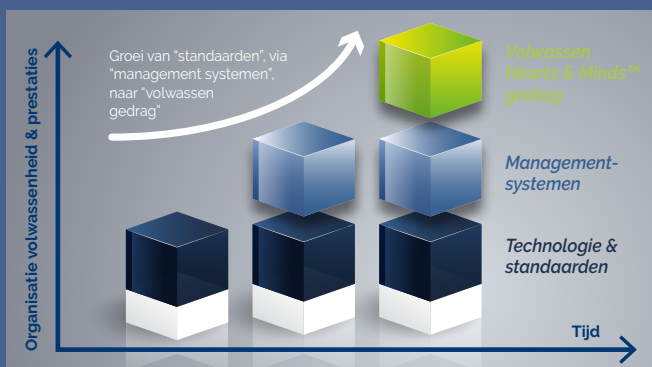 Organisatie volwassenheid & prestaties
Groei van “standaarden”, via
“management systemen”,
naar “volwassen
gedrag”
Volwassen
Hearts & Minds™
gedrag
Management-
systemen
Technologie &
standaarden
Tijd